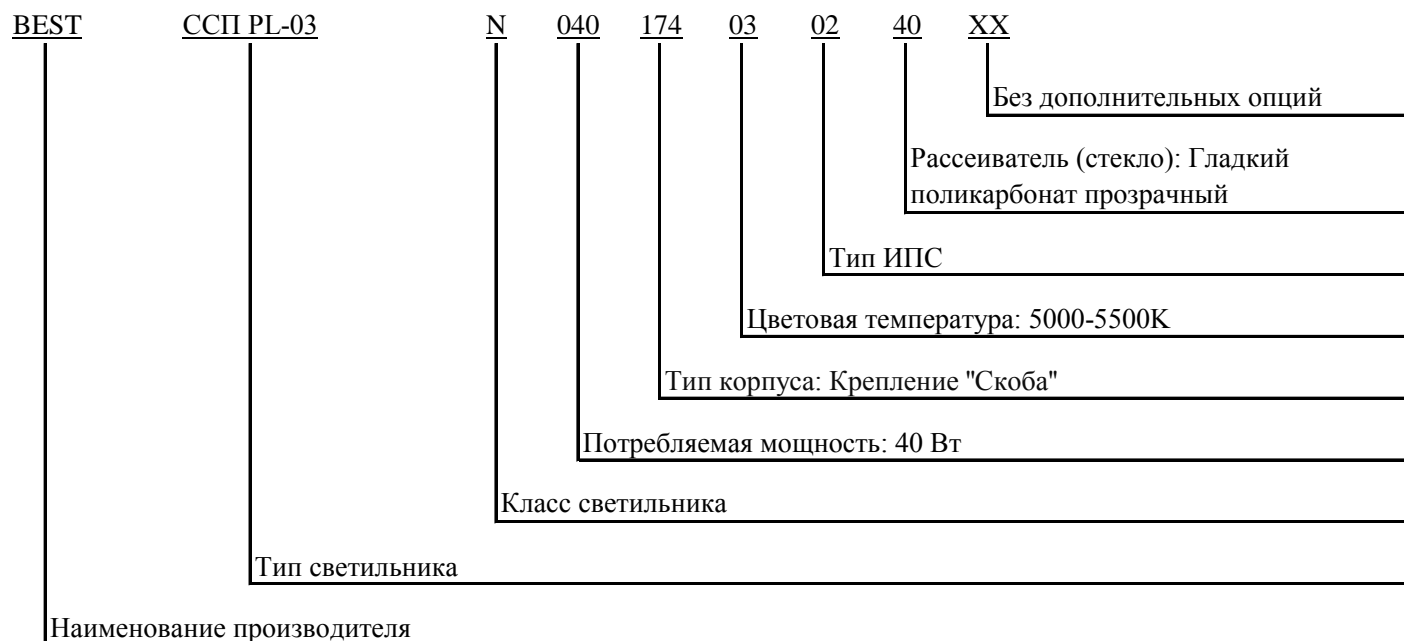 BEST ССП PL-03 N 040 174 03 02 40 XX
Без дополнительных опций
Рассеиватель (стекло): Гладкий
поликарбонат прозрачный
Тип ИПС
Цветовая температура: 5000-5500K
Тип корпуса: Крепление "Скоба"
Потребляемая мощность: 40 Вт
Класс светильника
Тип светильника
Наименование производителя